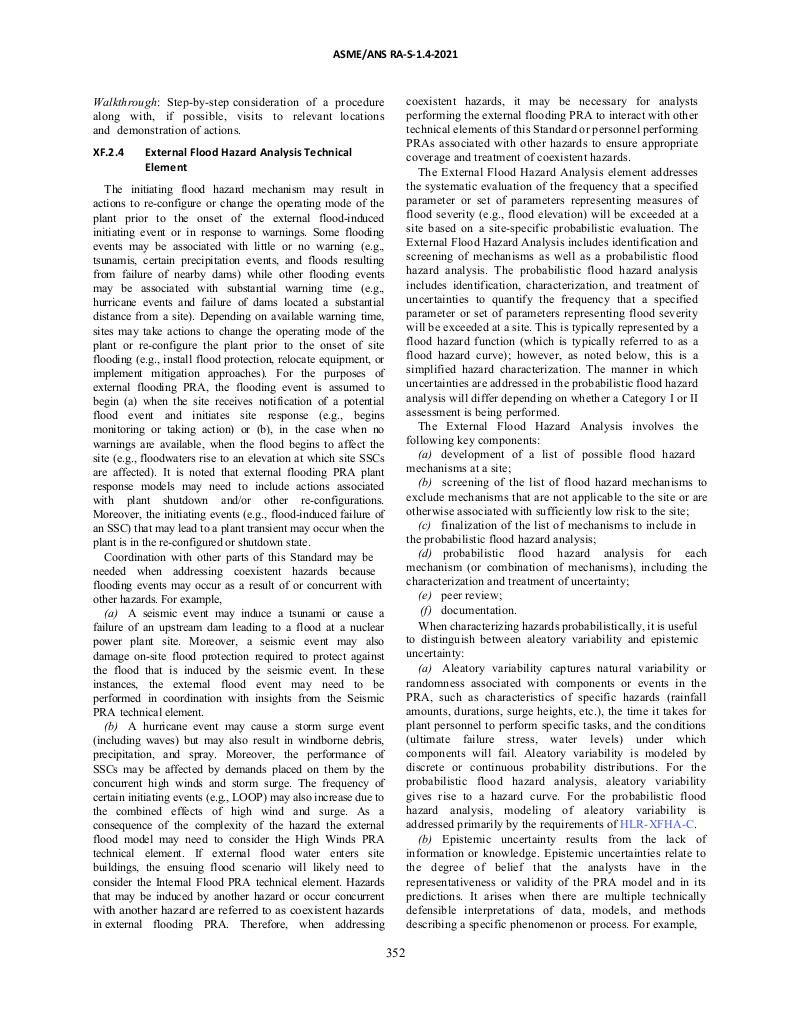 ASME/ANS RA-S-1.4-2021
Walkthrough: Step-by-step consideration of a procedure
along with, if possible, visits to relevant locations
and demonstration of actions.
XF.2.4 External Flood Hazard Analysis Technical
Element
The initiating flood hazard mechanism may result in
actions to re-configure or change the operating mode of the
plant prior to the onset of the external flood-induced
initiating event or in response to warnings. Some flooding
events may be associated with little or no warning (e.g.,
tsunamis, certain precipitation events, and floods resulting
from failure of nearby dams) while other flooding events
may be associated with substantial warning time (e.g.,
hurricane events and failure of dams located a substantial
distance from a site). Depending on available warning time,
sites may take actions to change the operating mode of the
plant or re-configure the plant prior to the onset of site
flooding (e.g., install flood protection, relocate equipment, or
implement mitigation approaches). For the purposes of
external flooding PRA, the flooding event is assumed to
begin (a) when the site receives notification of a potential
flood event and initiates site response (e.g., begins
monitoring or taking action) or (b), in the case when no
warnings are available, when the flood begins to affect the
site (e.g., floodwaters rise to an elevation at which site SSCs
are affected). It is noted that external flooding PRA plant
response models may need to include actions associated
with plant shutdown and/or other re-configurations.
Moreover, the initiating events (e.g., flood-induced failure of
an SSC) that may lead to a plant transient may occur when the
plant is in the re-configured or shutdown state.
Coordination with other parts of this Standard may be
needed when addressing coexistent hazards because
flooding events may occur as a result of or concurrent with
other hazards. For example,
(a) A seismic event may induce a tsunami or cause a
failure of an upstream dam leading to a flood at a nuclear
power plant site. Moreover, a seismic event may also
damage on-site flood protection required to protect against
the flood that is induced by the seismic event. In these
instances, the external flood event may need to be
performed in coordination with insights from the Seismic
PRA technical element.
(b) A hurricane event may cause a storm surge event
(including waves) but may also result in windborne debris,
precipitation, and spray. Moreover, the performance of
SSCs may be affected by demands placed on them by the
concurrent high winds and storm surge. The frequency of
certain initiating events (e.g., LOOP) may also increase due to
the combined effects of high wind and surge. As a
consequence of the complexity of the hazard the external
flood model may need to consider the High Winds PRA
technical element. If external flood water enters site
buildings, the ensuing flood scenario will likely need to
consider the Internal Flood PRA technical element. Hazards
that may be induced by another hazard or occur concurrent
with another hazard are referred to as coexistent hazards
in external flooding PRA. Therefore, when addressing
coexistent hazards, it may be necessary for analysts
performing the external flooding PRA to interact with other
technical elements of this Standard or personnel performing
PRAs associated with other hazards to ensure appropriate
coverage and treatment of coexistent hazards.
The External Flood Hazard Analysis element addresses
the systematic evaluation of the frequency that a specified
parameter or set of parameters representing measures of
flood severity (e.g., flood elevation) will be exceeded at a
site based on a site-specific probabilistic evaluation. The
External Flood Hazard Analysis includes identification and
screening of mechanisms as well as a probabilistic flood
hazard analysis. The probabilistic flood hazard analysis
includes identification, characterization, and treatment of
uncertainties to quantify the frequency that a specified
parameter or set of parameters representing flood severity
will be exceeded at a site. This is typically represented by a
flood hazard function (which is typically referred to as a
flood hazard curve); however, as noted below, this is a
simplified hazard characterization. The manner in which
uncertainties are addressed in the probabilistic flood hazard
analysis will differ depending on whether a Category I or II
assessment is being performed.
The External Flood Hazard Analysis involves the
following key components:
(a) development of a list of possible flood hazard
mechanisms at a site;
(b) screening of the list of flood hazard mechanisms to
exclude mechanisms that are not applicable to the site or are
otherwise associated with sufficiently low risk to the site;
(c) finalization of the list of mechanisms to include in
the probabilistic flood hazard analysis;
(d) probabilistic flood hazard analysis for each
mechanism (or combination of mechanisms), including the
characterization and treatment of uncertainty;
(e) peer review;
(f) documentation.
When characterizing hazards probabilistically, it is useful
to distinguish between aleatory variability and epistemic
uncertainty:
(a) Aleatory variability captures natural variability or
randomness associated with components or events in the
PRA, such as characteristics of specific hazards (rainfall
amounts, durations, surge heights, etc.), the time it takes for
plant personnel to perform specific tasks, and the conditions
(ultimate failure stress, water levels) under which
components will fail. Aleatory variability is modeled by
discrete or continuous probability distributions. For the
probabilistic flood hazard analysis, aleatory variability
gives rise to a hazard curve. For the probabilistic flood
hazard analysis, modeling of aleatory variability is
addressed primarily by the requirements of HLR-XFHA-C.
(b) Epistemic uncertainty results from the lack of
information or knowledge. Epistemic uncertainties relate to
the degree of belief that the analysts have in the
representativeness or validity of the PRA model and in its
predictions. It arises when there are multiple technically
defensible interpretations of data, models, and methods
describing a specific phenomenon or process. For example,
352